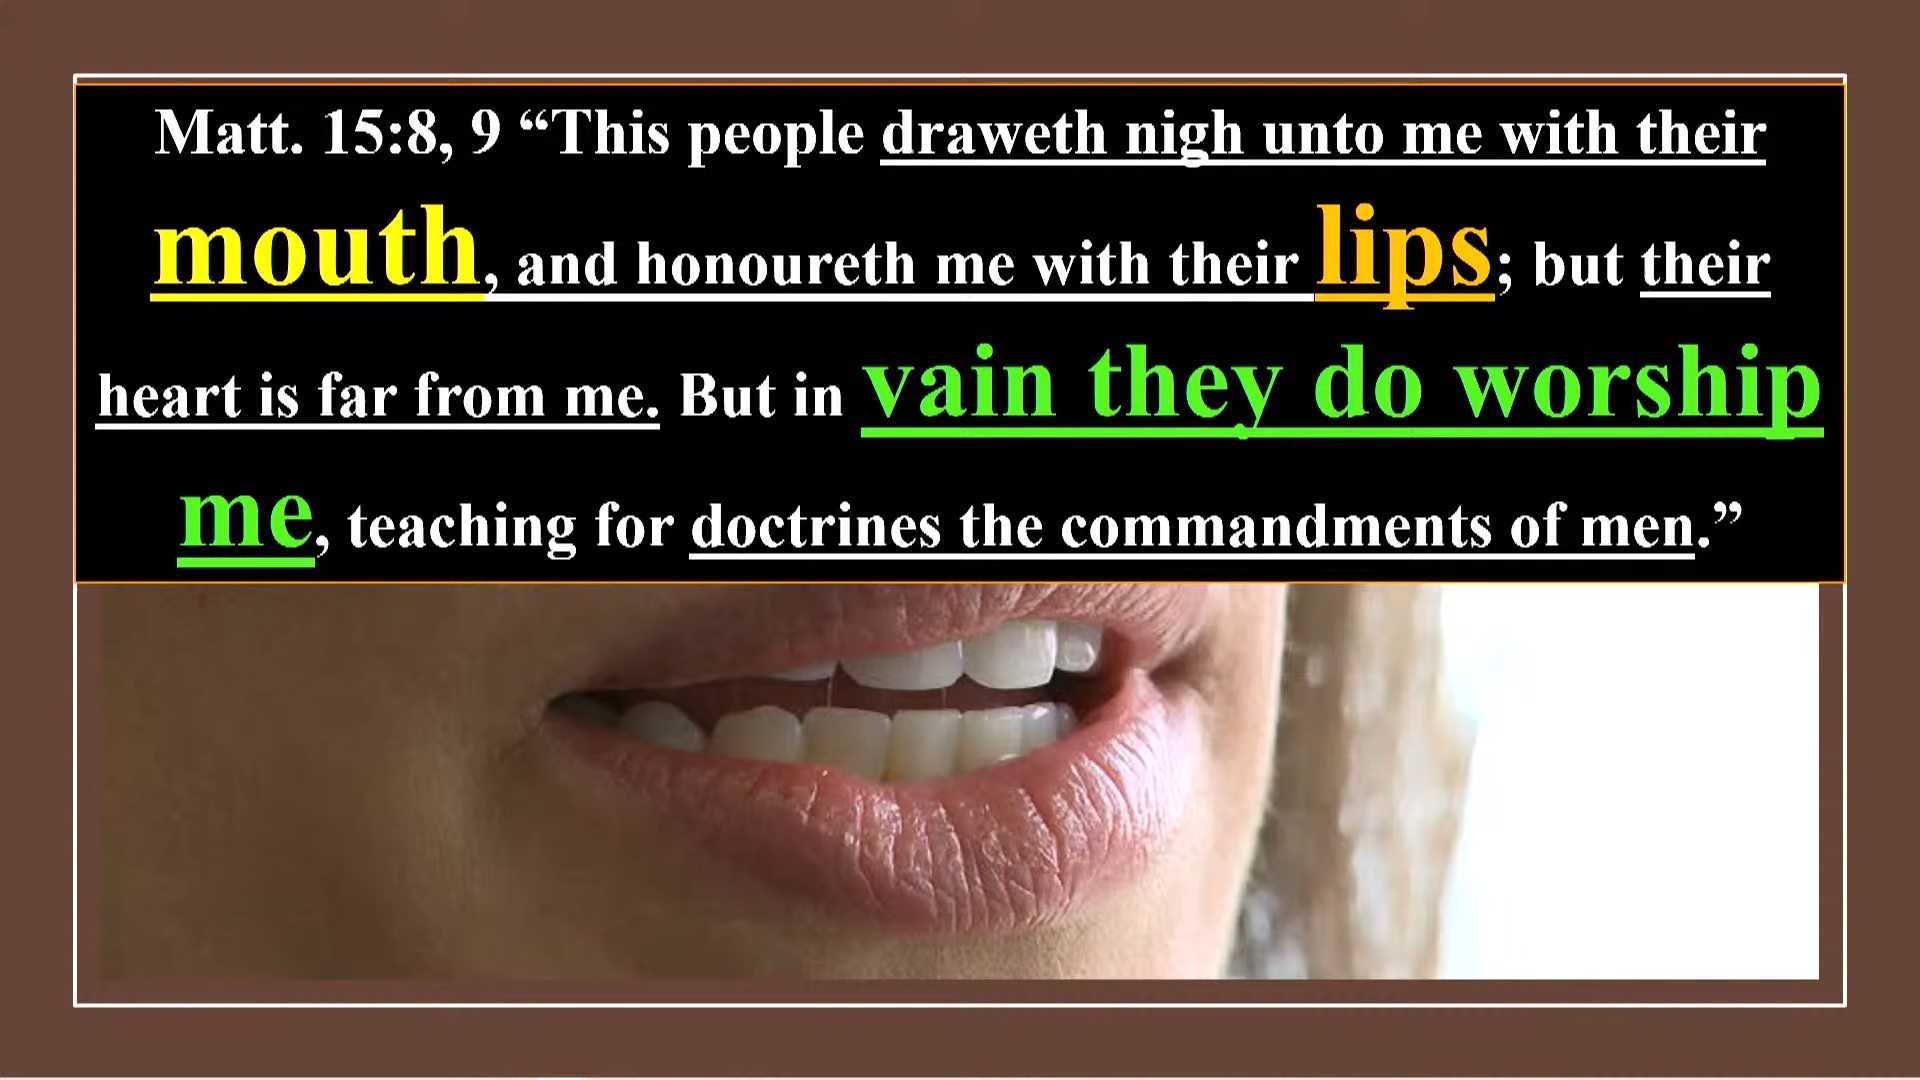 Matt. 15:8, 9 “This people draweth nigh unto me with their
mouth, and honoureth me with their lips; but their
heart is far from me. But in vain they do worship
me, teaching for doctrines the commandments of men.”